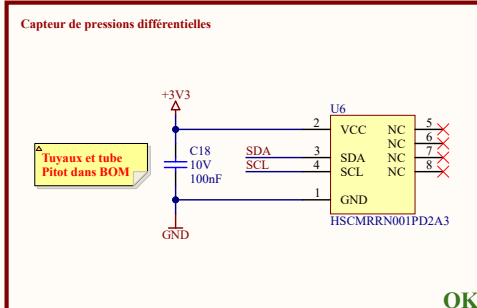 Capteur de pressions différentielles
+3V3
U6
2 VCC NC 5
NC 6
C18
10V
100nF
SDA 3 SDA NC 7
SCL 4 SCL NC 8
1 GND
GND
HSCMRRN001PD2A3
Tuyaux et tube
Pitot dans BOM
OK